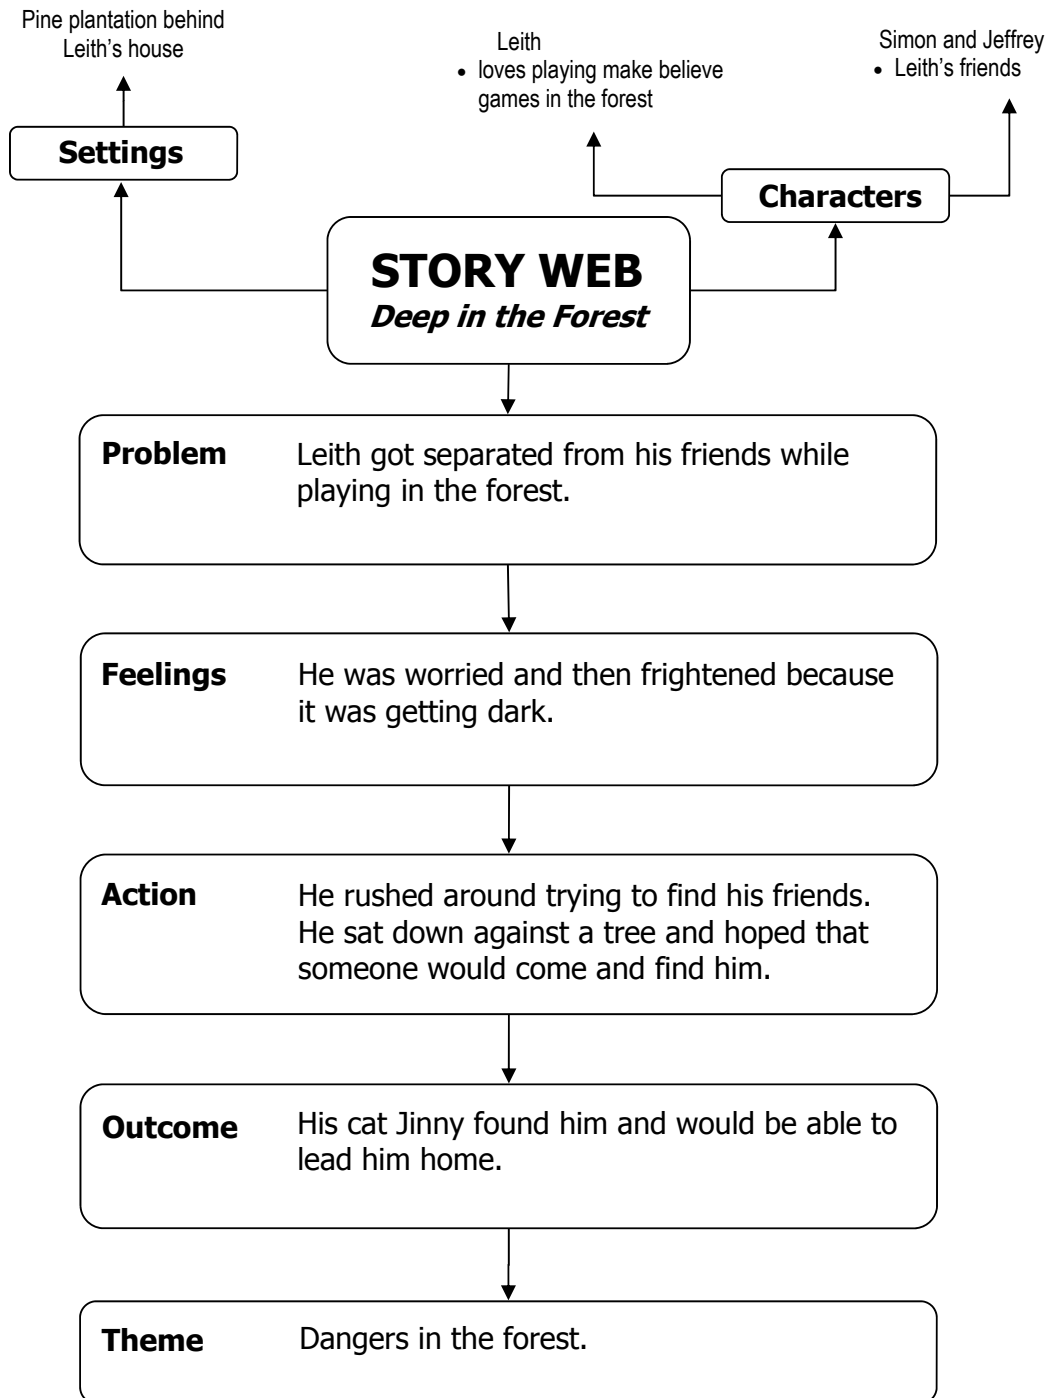 Pine plantation behind
Leith's house
Leith
• loves playing make believe
games in the forest
Simon and Jeffrey
• Leith's friends
Settings
Characters
STORY WEB
Deep in the Forest
Problem
Leith got separated from his friends while
playing in the forest.
Feelings
He was worried and then frightened because
it was getting dark.
Action
He rushed around trying to find his friends.
He sat down against a tree and hoped that
someone would come and find him.
Outcome
His cat Jinny found him and would be able to
lead him home.
Theme
Dangers in the forest.